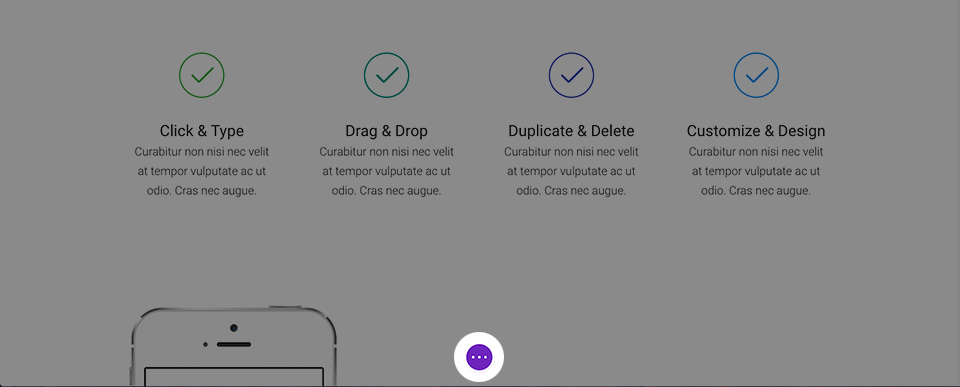 Click & Type
Curabitur non nisi nec velit
at tempor vulputate ac ut
odio. Cras nec augue.
Drag & Drop
Curabitur non nisi nec velit
at tempor vulputate ac ut
odio. Cras nec augue.
Duplicate & Delete
Curabitur non nisi nec velit
at tempor vulputate ac ut
odio. Cras nec augue.
Customize & Design
Curabitur non nisi nec velit
at tempor vulputate ac ut
odio. Cras nec augue.